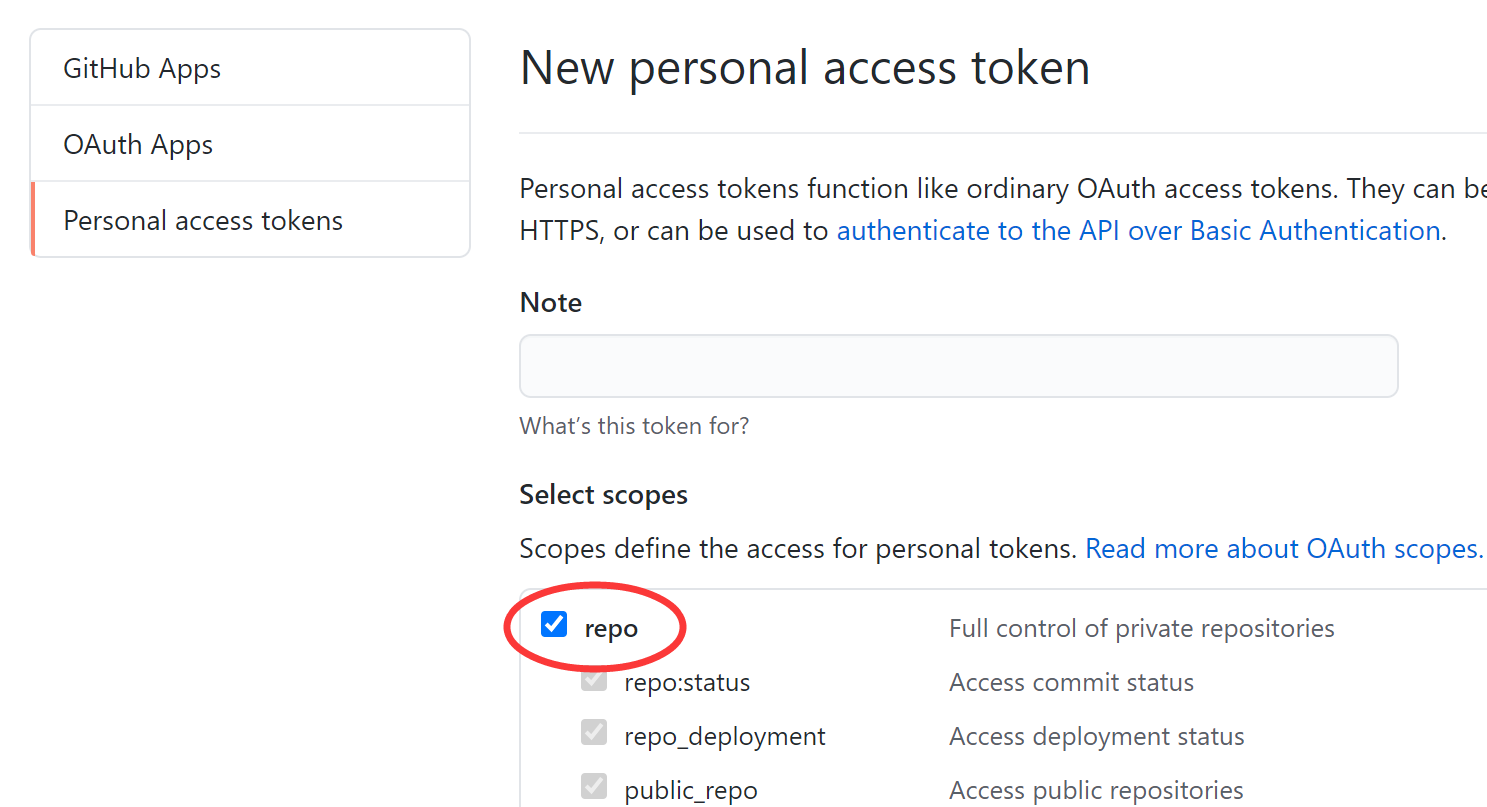 GitHub Apps
OAuth Apps
Personal access tokens
New personal access token
Personal access tokens function like ordinary OAuth access tokens. They can be
HTTPS, or can be used to authenticate to the API over Basic Authentication.
Note
What’s this token for?
Select scopes
Scopes define the access for personal tokens. Read more about OAuth scopes.
repo Full control of private repositories
repo:status Access commit status
repo_deployment Access deployment status
public_repo Access public repositories